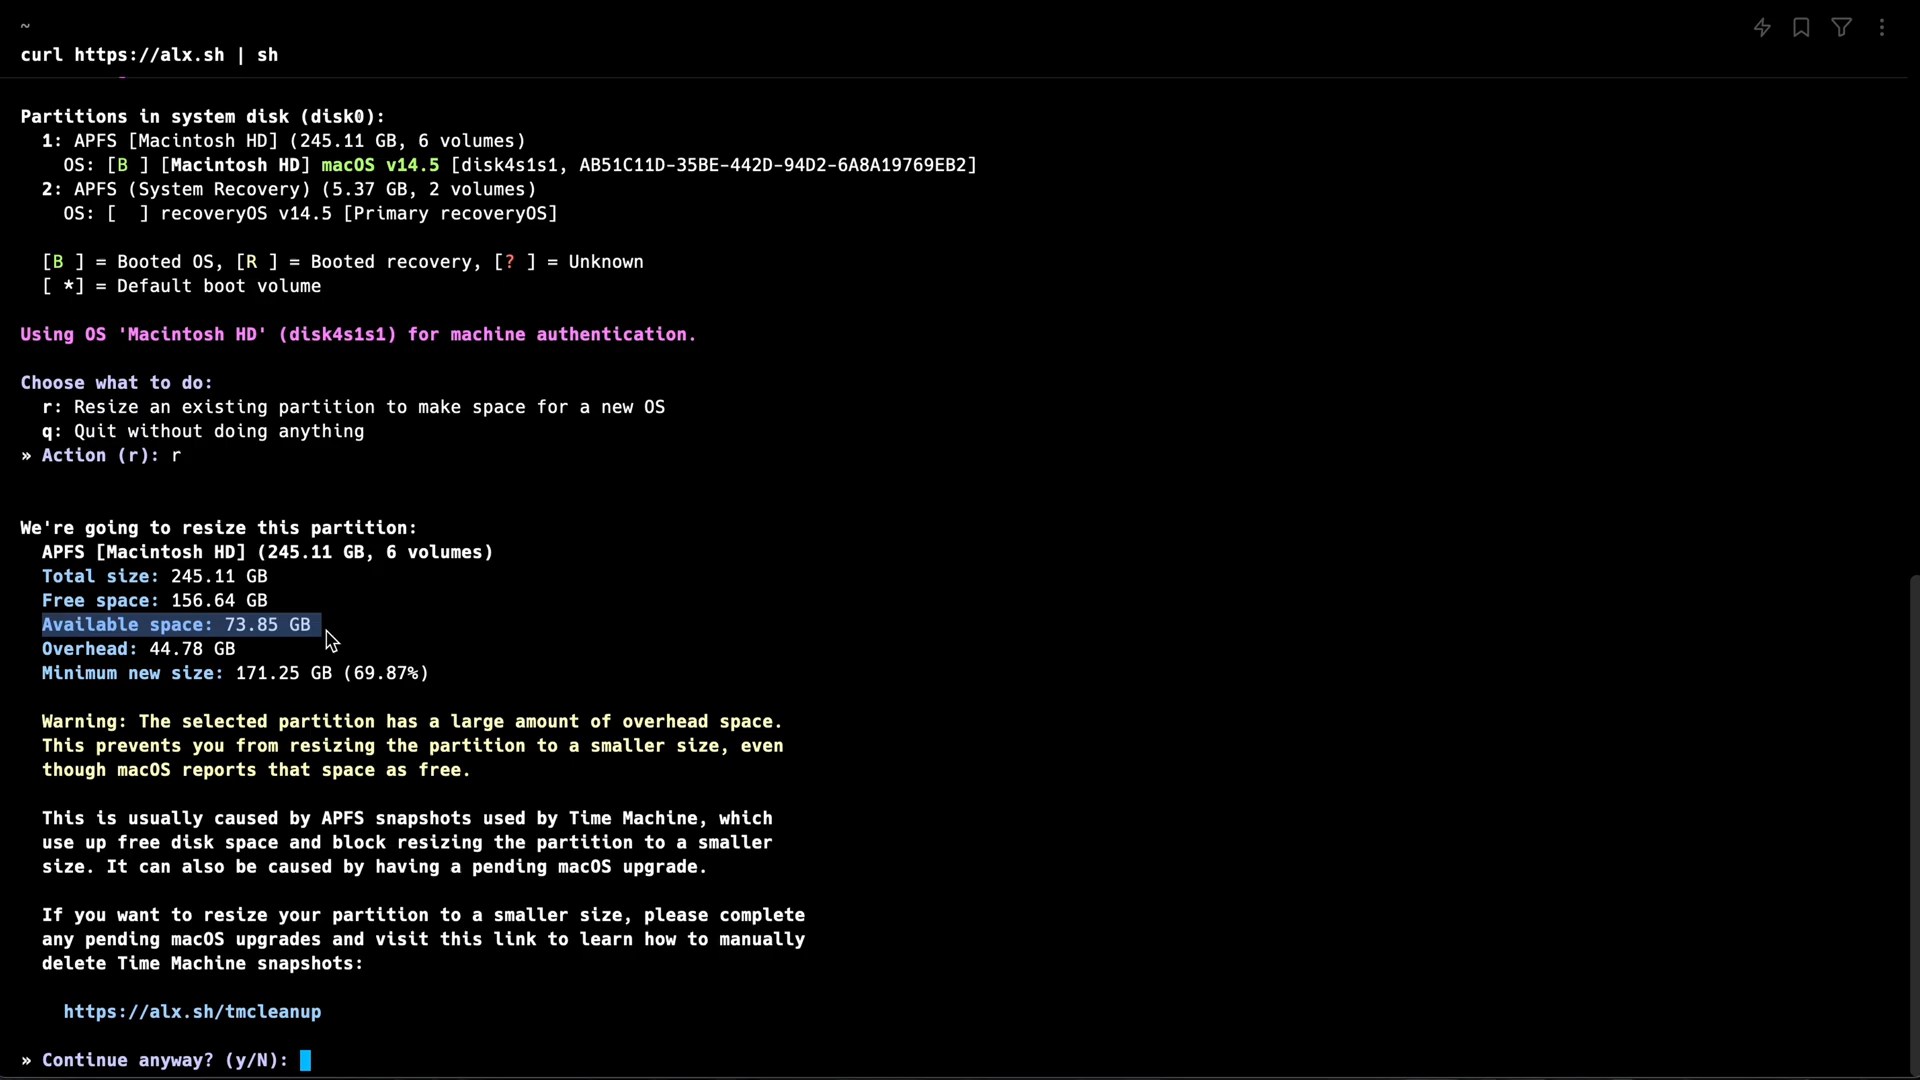 ~
curl https://alx.sh | sh
Partitions in system disk (disk0):
1: APFS [Macintosh HD] (245.11 GB, 6 volumes)
OS: [B ] [Macintosh HD] macOS v14.5 [disk4s1s1, AB51C11D-35BE-442D-94D2-6A8A19769EB2]
2: APFS (System Recovery) (5.37 GB, 2 volumes)
OS: [  ] recoveryOS v14.5 [Primary recoveryOS]
[B ] = Booted OS, [R ] = Booted recovery, [? ] = Unknown
[ *] = Default boot volume
Using OS 'Macintosh HD' (disk4s1s1) for machine authentication.
Choose what to do:
r: Resize an existing partition to make space for a new OS
q: Quit without doing anything
» Action (r): r
We're going to resize this partition:
APFS [Macintosh HD] (245.11 GB, 6 volumes)
Total size: 245.11 GB
Free space: 156.64 GB
Available space: 73.85 GB
Overhead: 44.78 GB
Minimum new size: 171.25 GB (69.87%)
Warning: The selected partition has a large amount of overhead space.
This prevents you from resizing the partition to a smaller size, even
though macOS reports that space as free.
This is usually caused by APFS snapshots used by Time Machine, which
use up free disk space and block resizing the partition to a smaller
size. It can also be caused by having a pending macOS upgrade.
If you want to resize your partition to a smaller size, please complete
any pending macOS upgrades and visit this link to learn how to manually
delete Time Machine snapshots:
https://alx.sh/tmcleanup
» Continue anyway? (y/N):